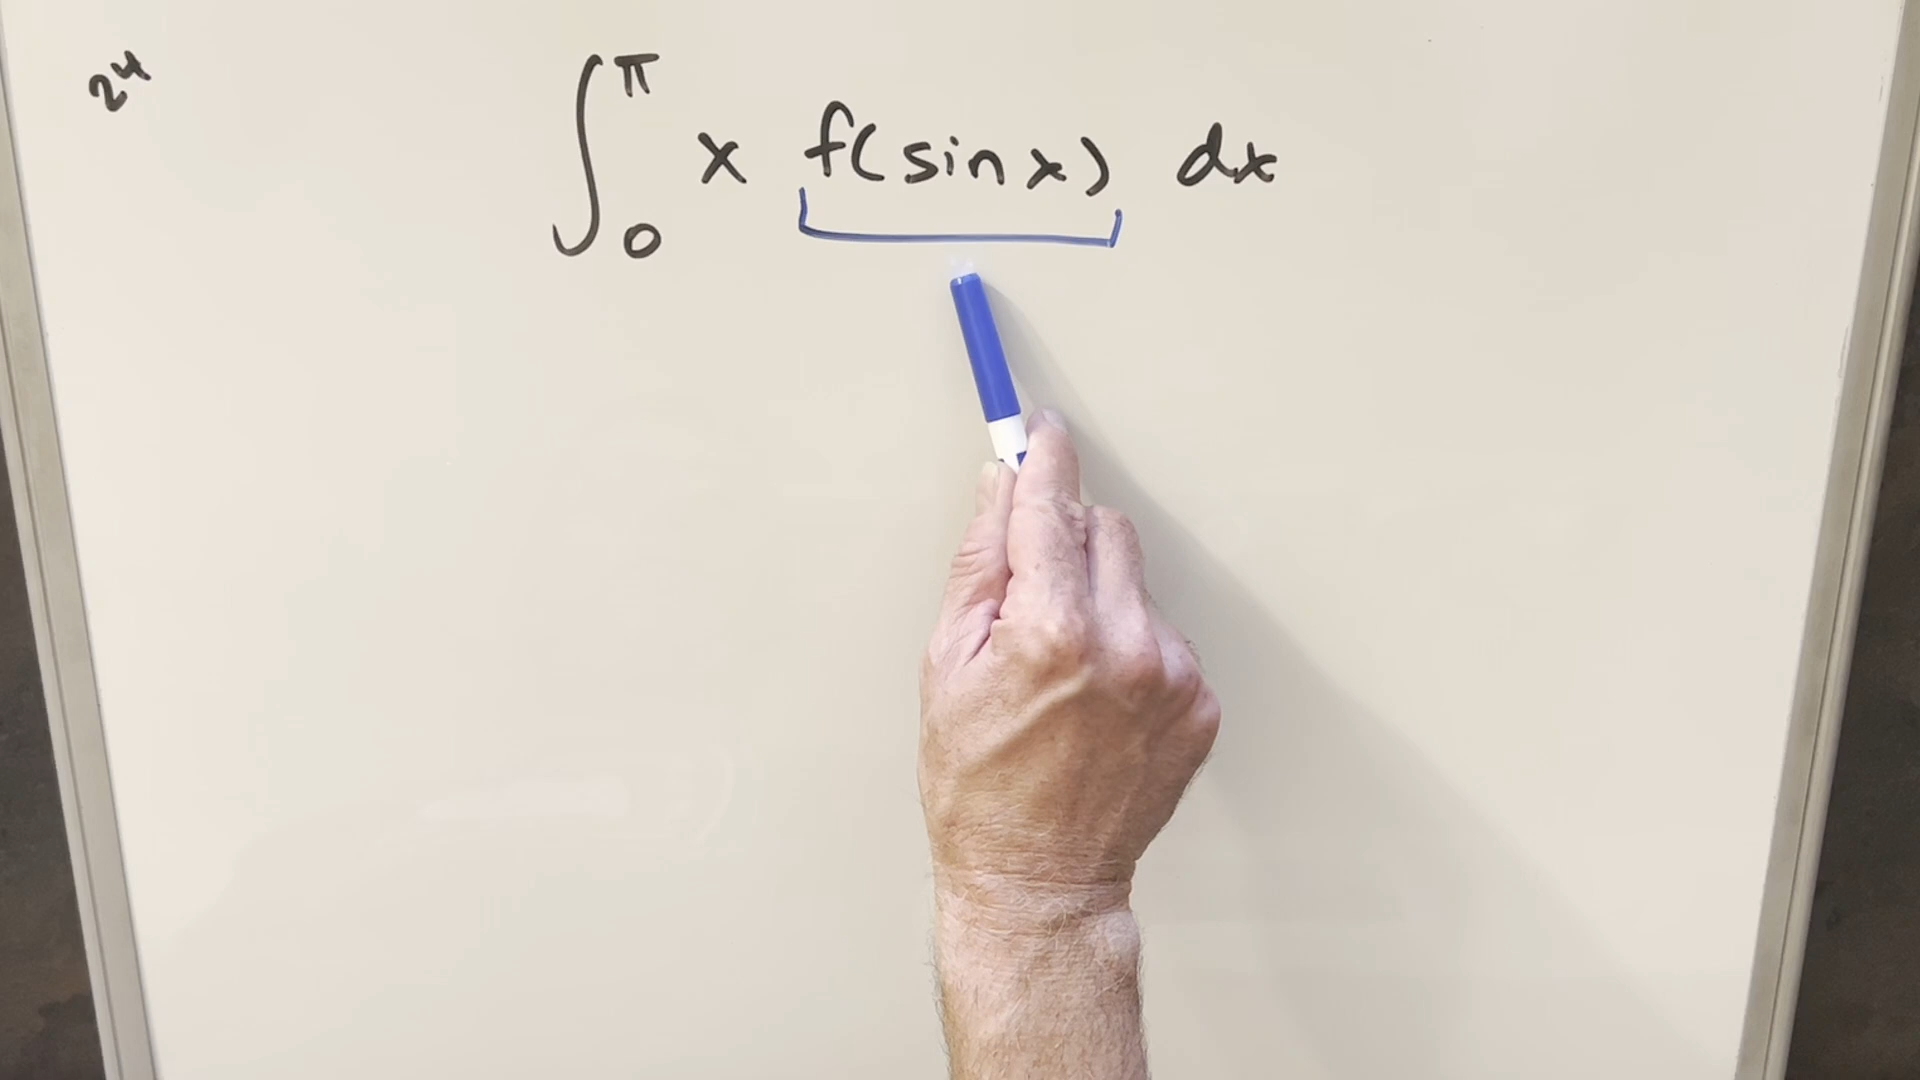 2⁴
∫₀^π x f(sin x) dx